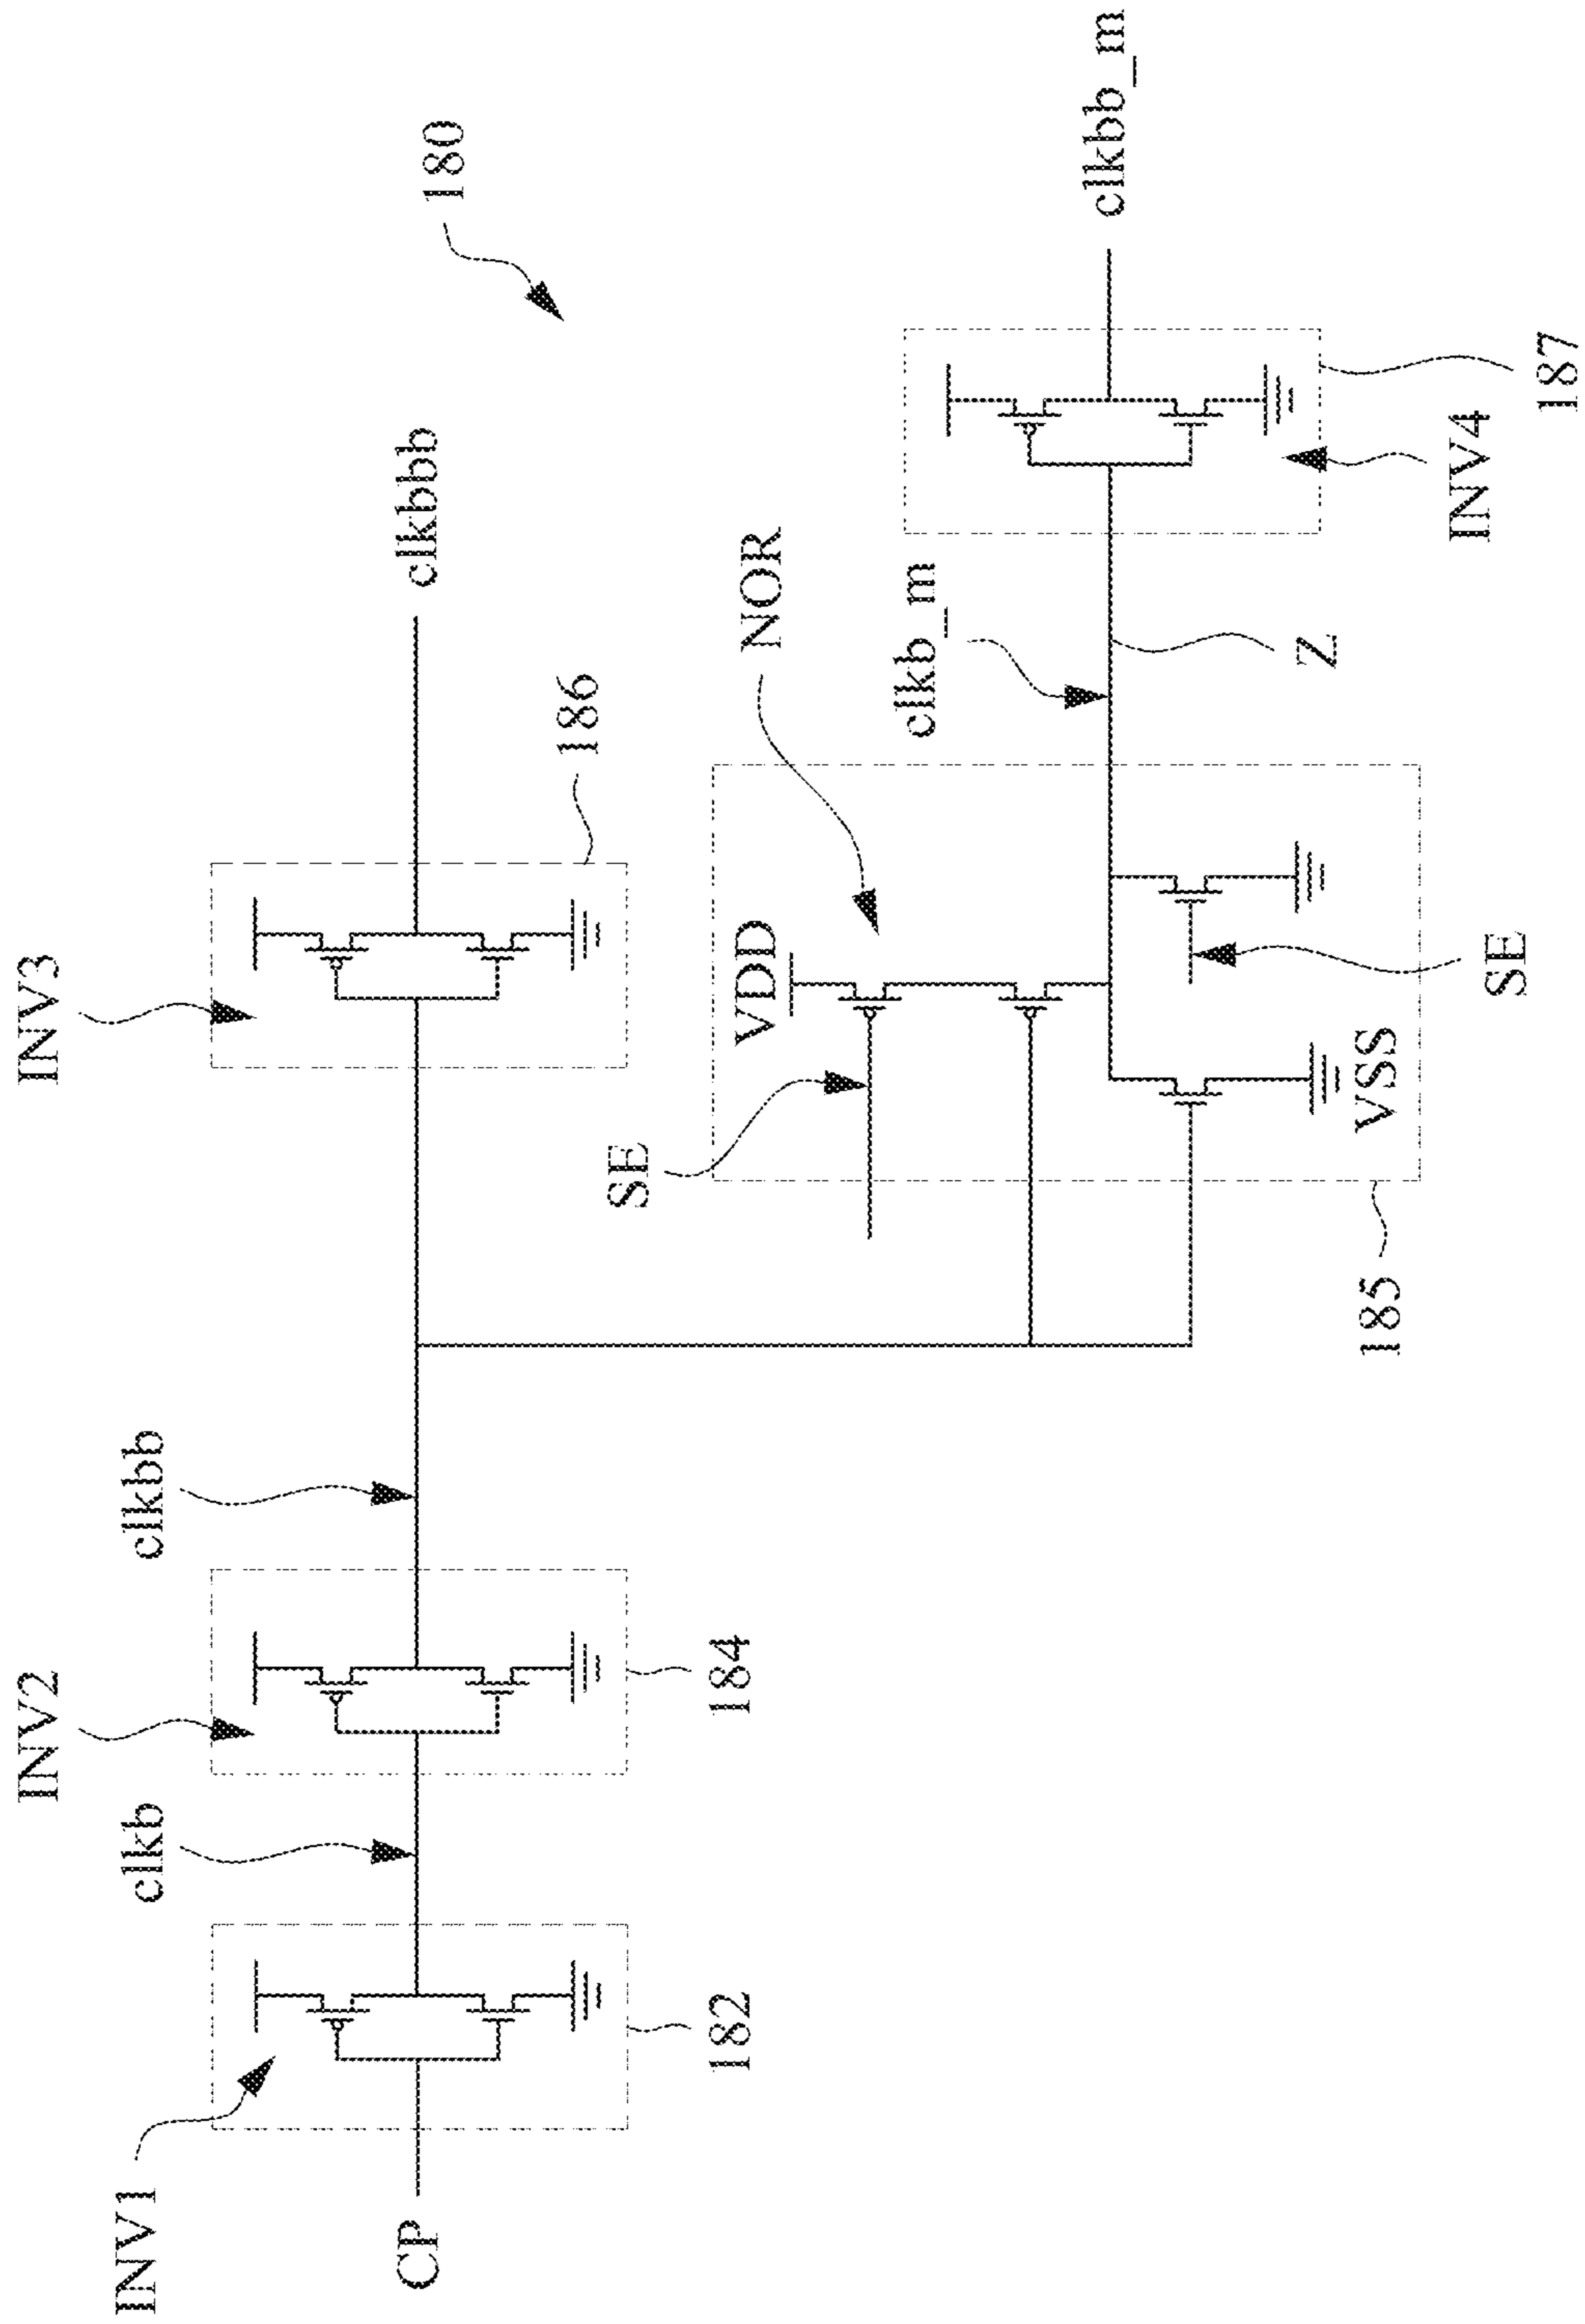 INV1
CP
182
clkb
INV2
184
clkbb
INV3
186
clkbbb
180
SE
VDD
NOR
185
VSS
SE
clkb_m
Z
INV4
187
clkbb_m